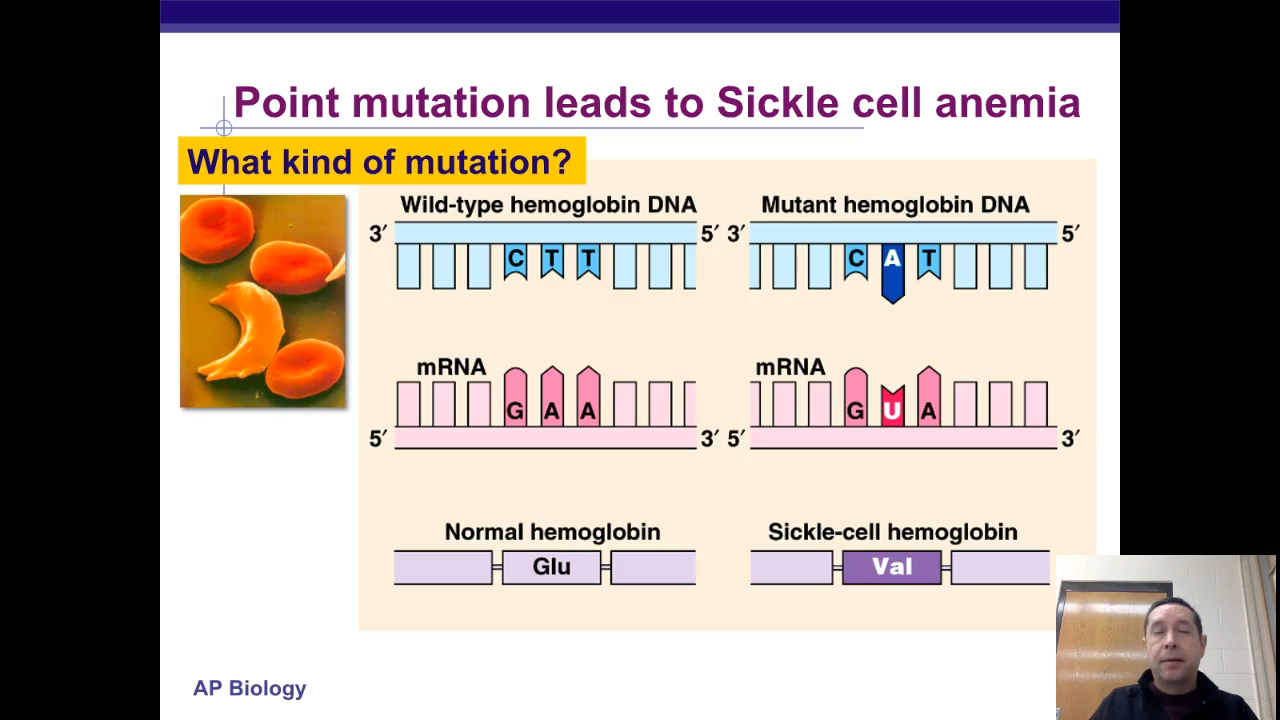 Point mutation leads to Sickle cell anemia
What kind of mutation?
Wild-type hemoglobin DNA
Mutant hemoglobin DNA
3′ 5′ 3′ 5′
C T T
C A T
mRNA
mRNA
G A A
G U A
5′ 3′ 5′ 3′
Normal hemoglobin
Sickle-cell hemoglobin
Glu
Val
AP Biology